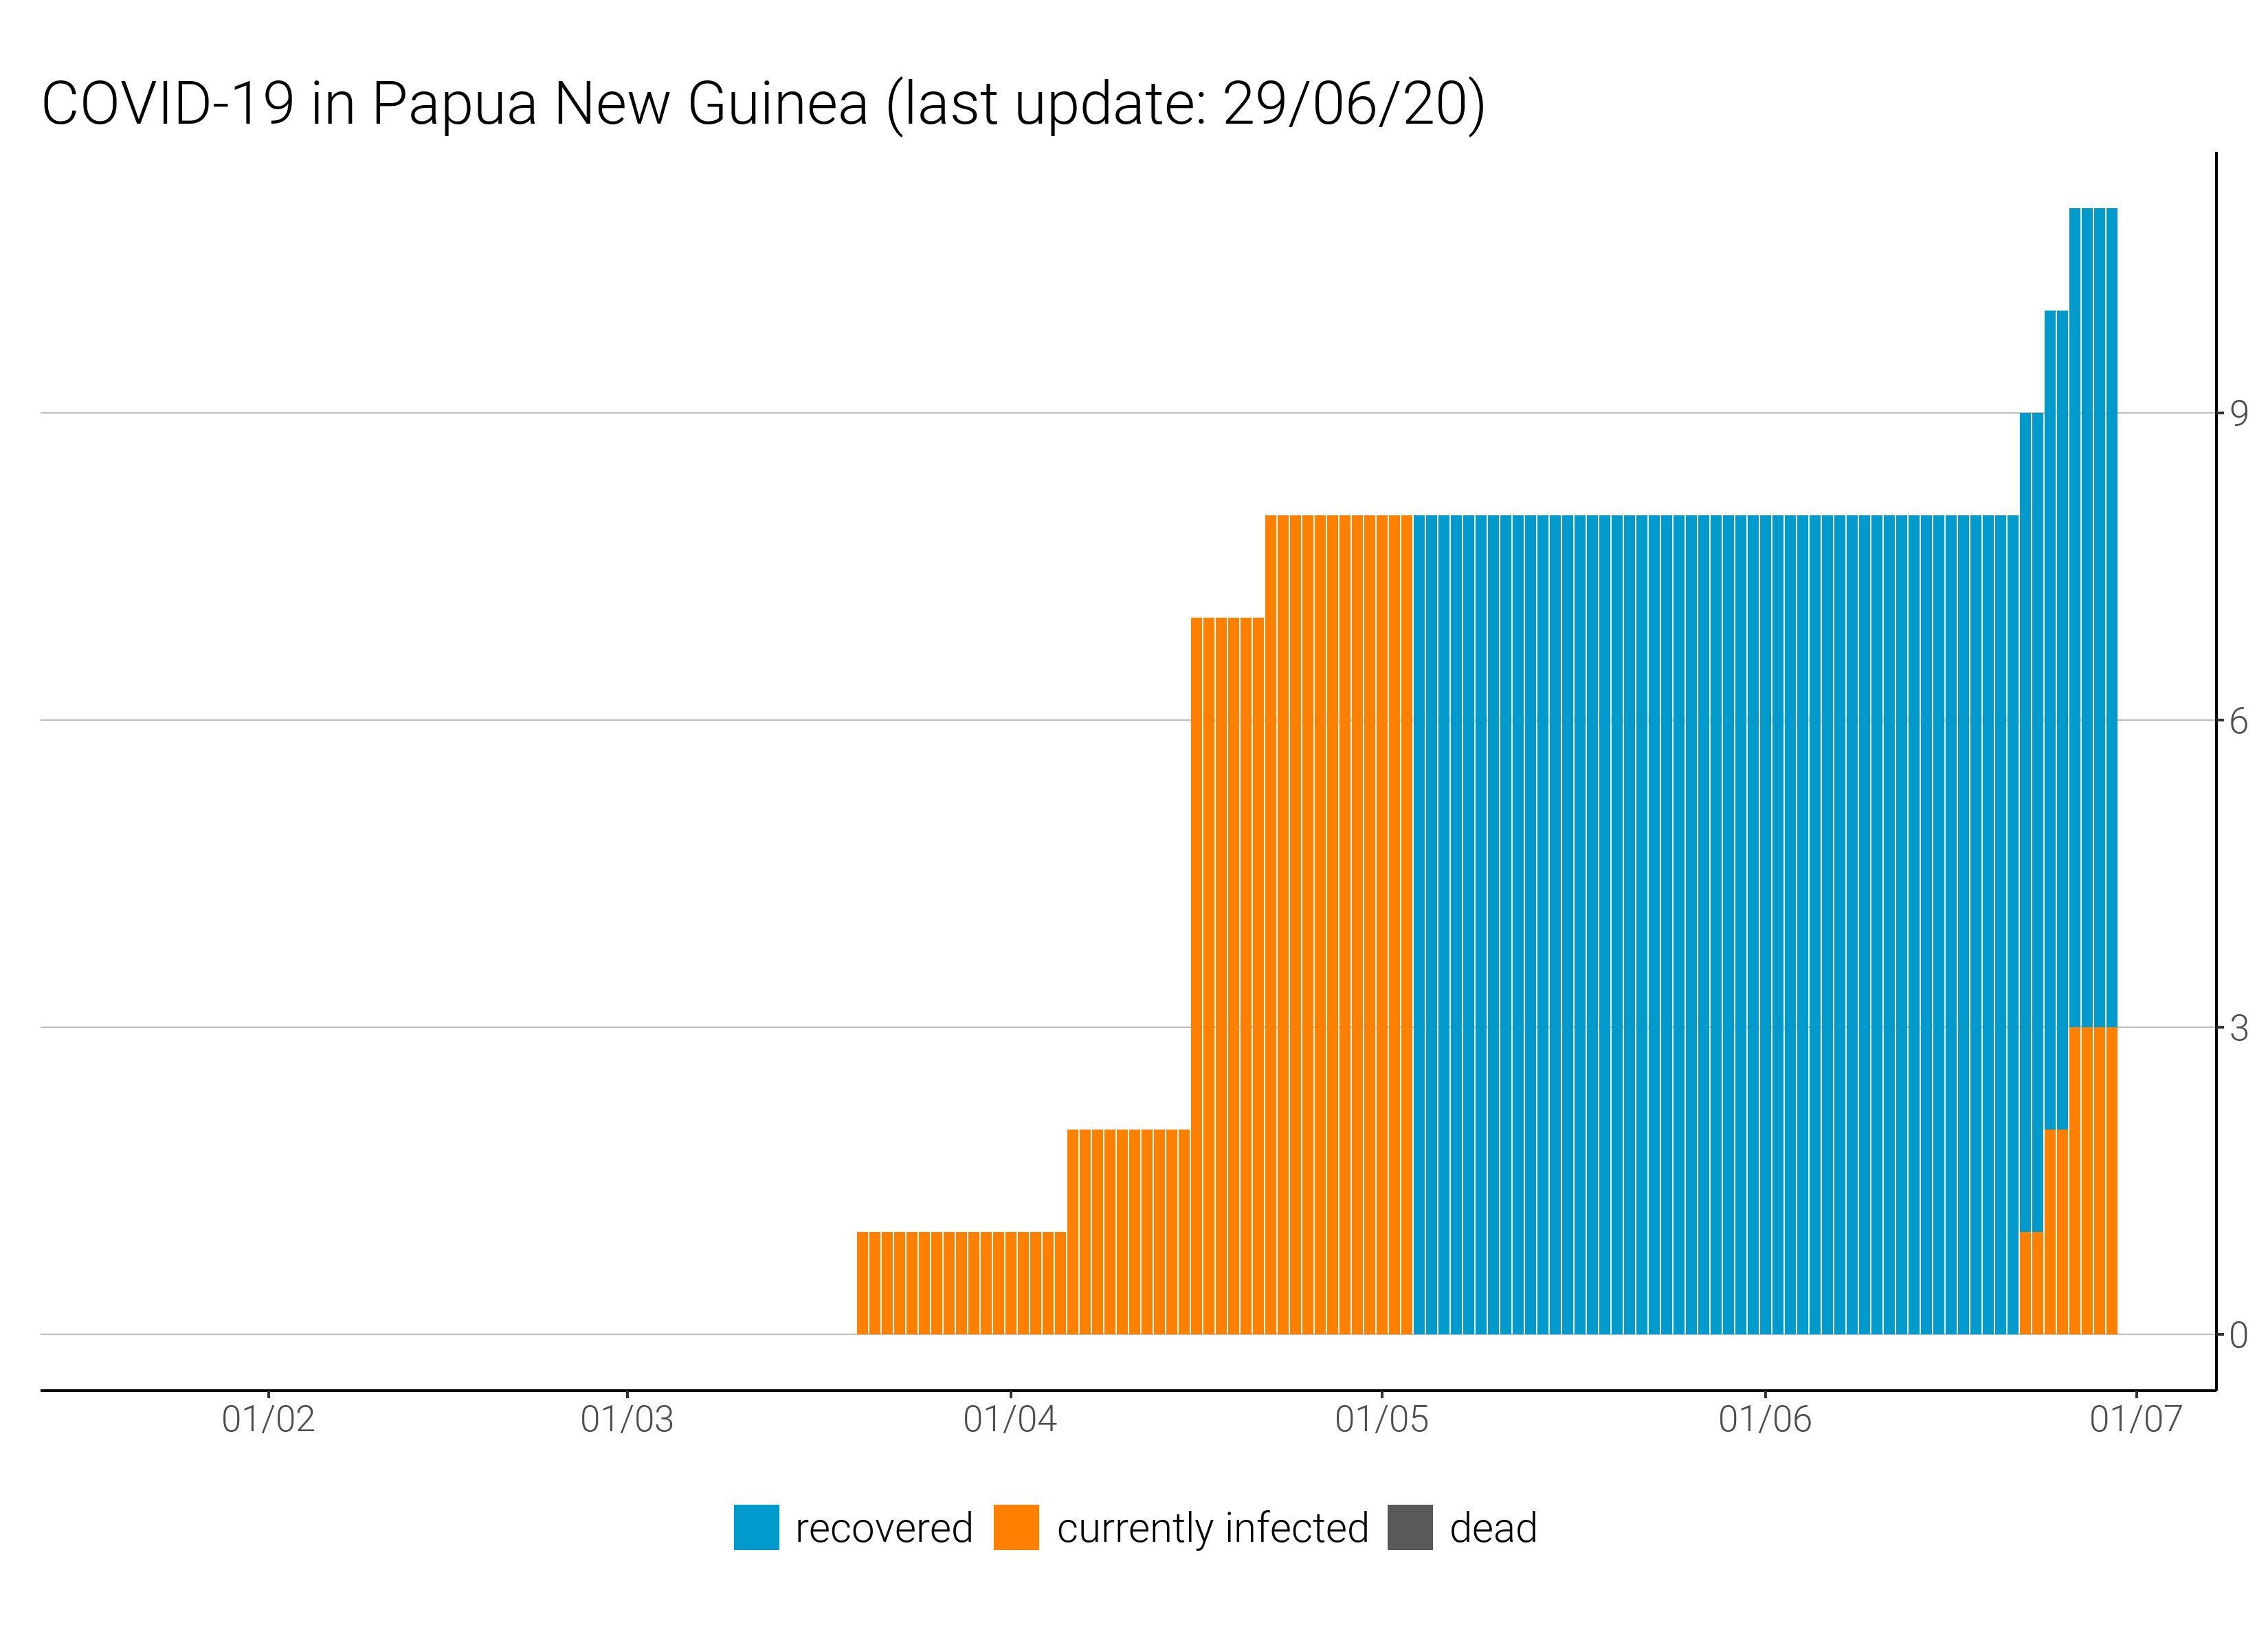 COVID-19 in Papua New Guinea (last update: 29/06/20)
9
6
3
0
01/02 01/03 01/04 01/05 01/06 01/07
recovered currently infected dead